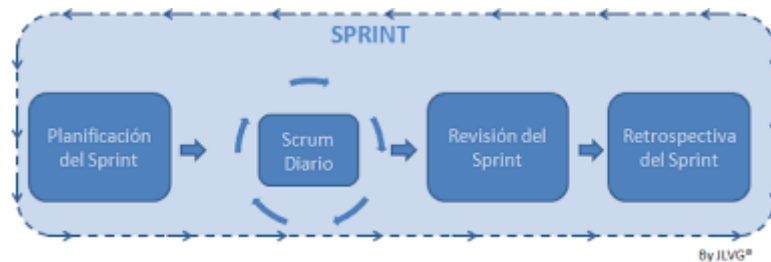 SPRINT
Planificación
del Sprint
Scrum
Diario
Revisión del
Sprint
Retrospectiva
del Sprint
By JLVG®